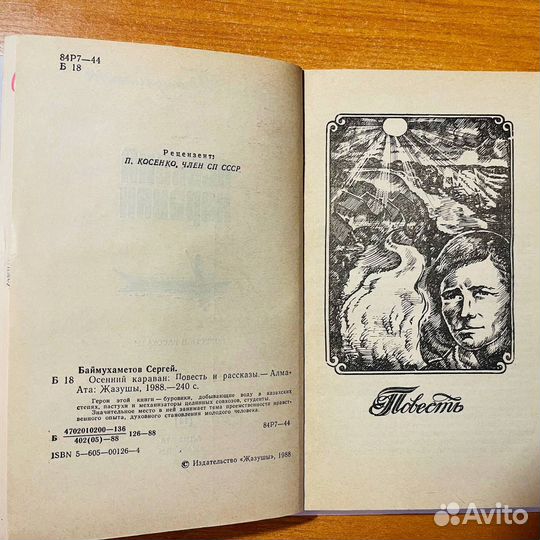 84Р7—44
Б 18
Рецензент:
П. КОСЕНКО, ЧЛЕН СП СССР
Баймухаметов Сергей.
Б 18 Осенний караван: Повесть и рассказы.— Алма-
Ата: Жазушы, 1988.—240 с.
Герои этой книги — буровики, добывающие воду в казахских
степях, пастухи и механизаторы целинных совхозов, студенты.
Значительное место в ней занимает тема преемственности нравст-
венного опыта, духовного становления молодого человека.
Б 4702010200—136
402(05)—88 126—88
84Р7—44
ISBN 5—605—00126—4
© Издательство «Жазушы», 1988
Повесть
Avito